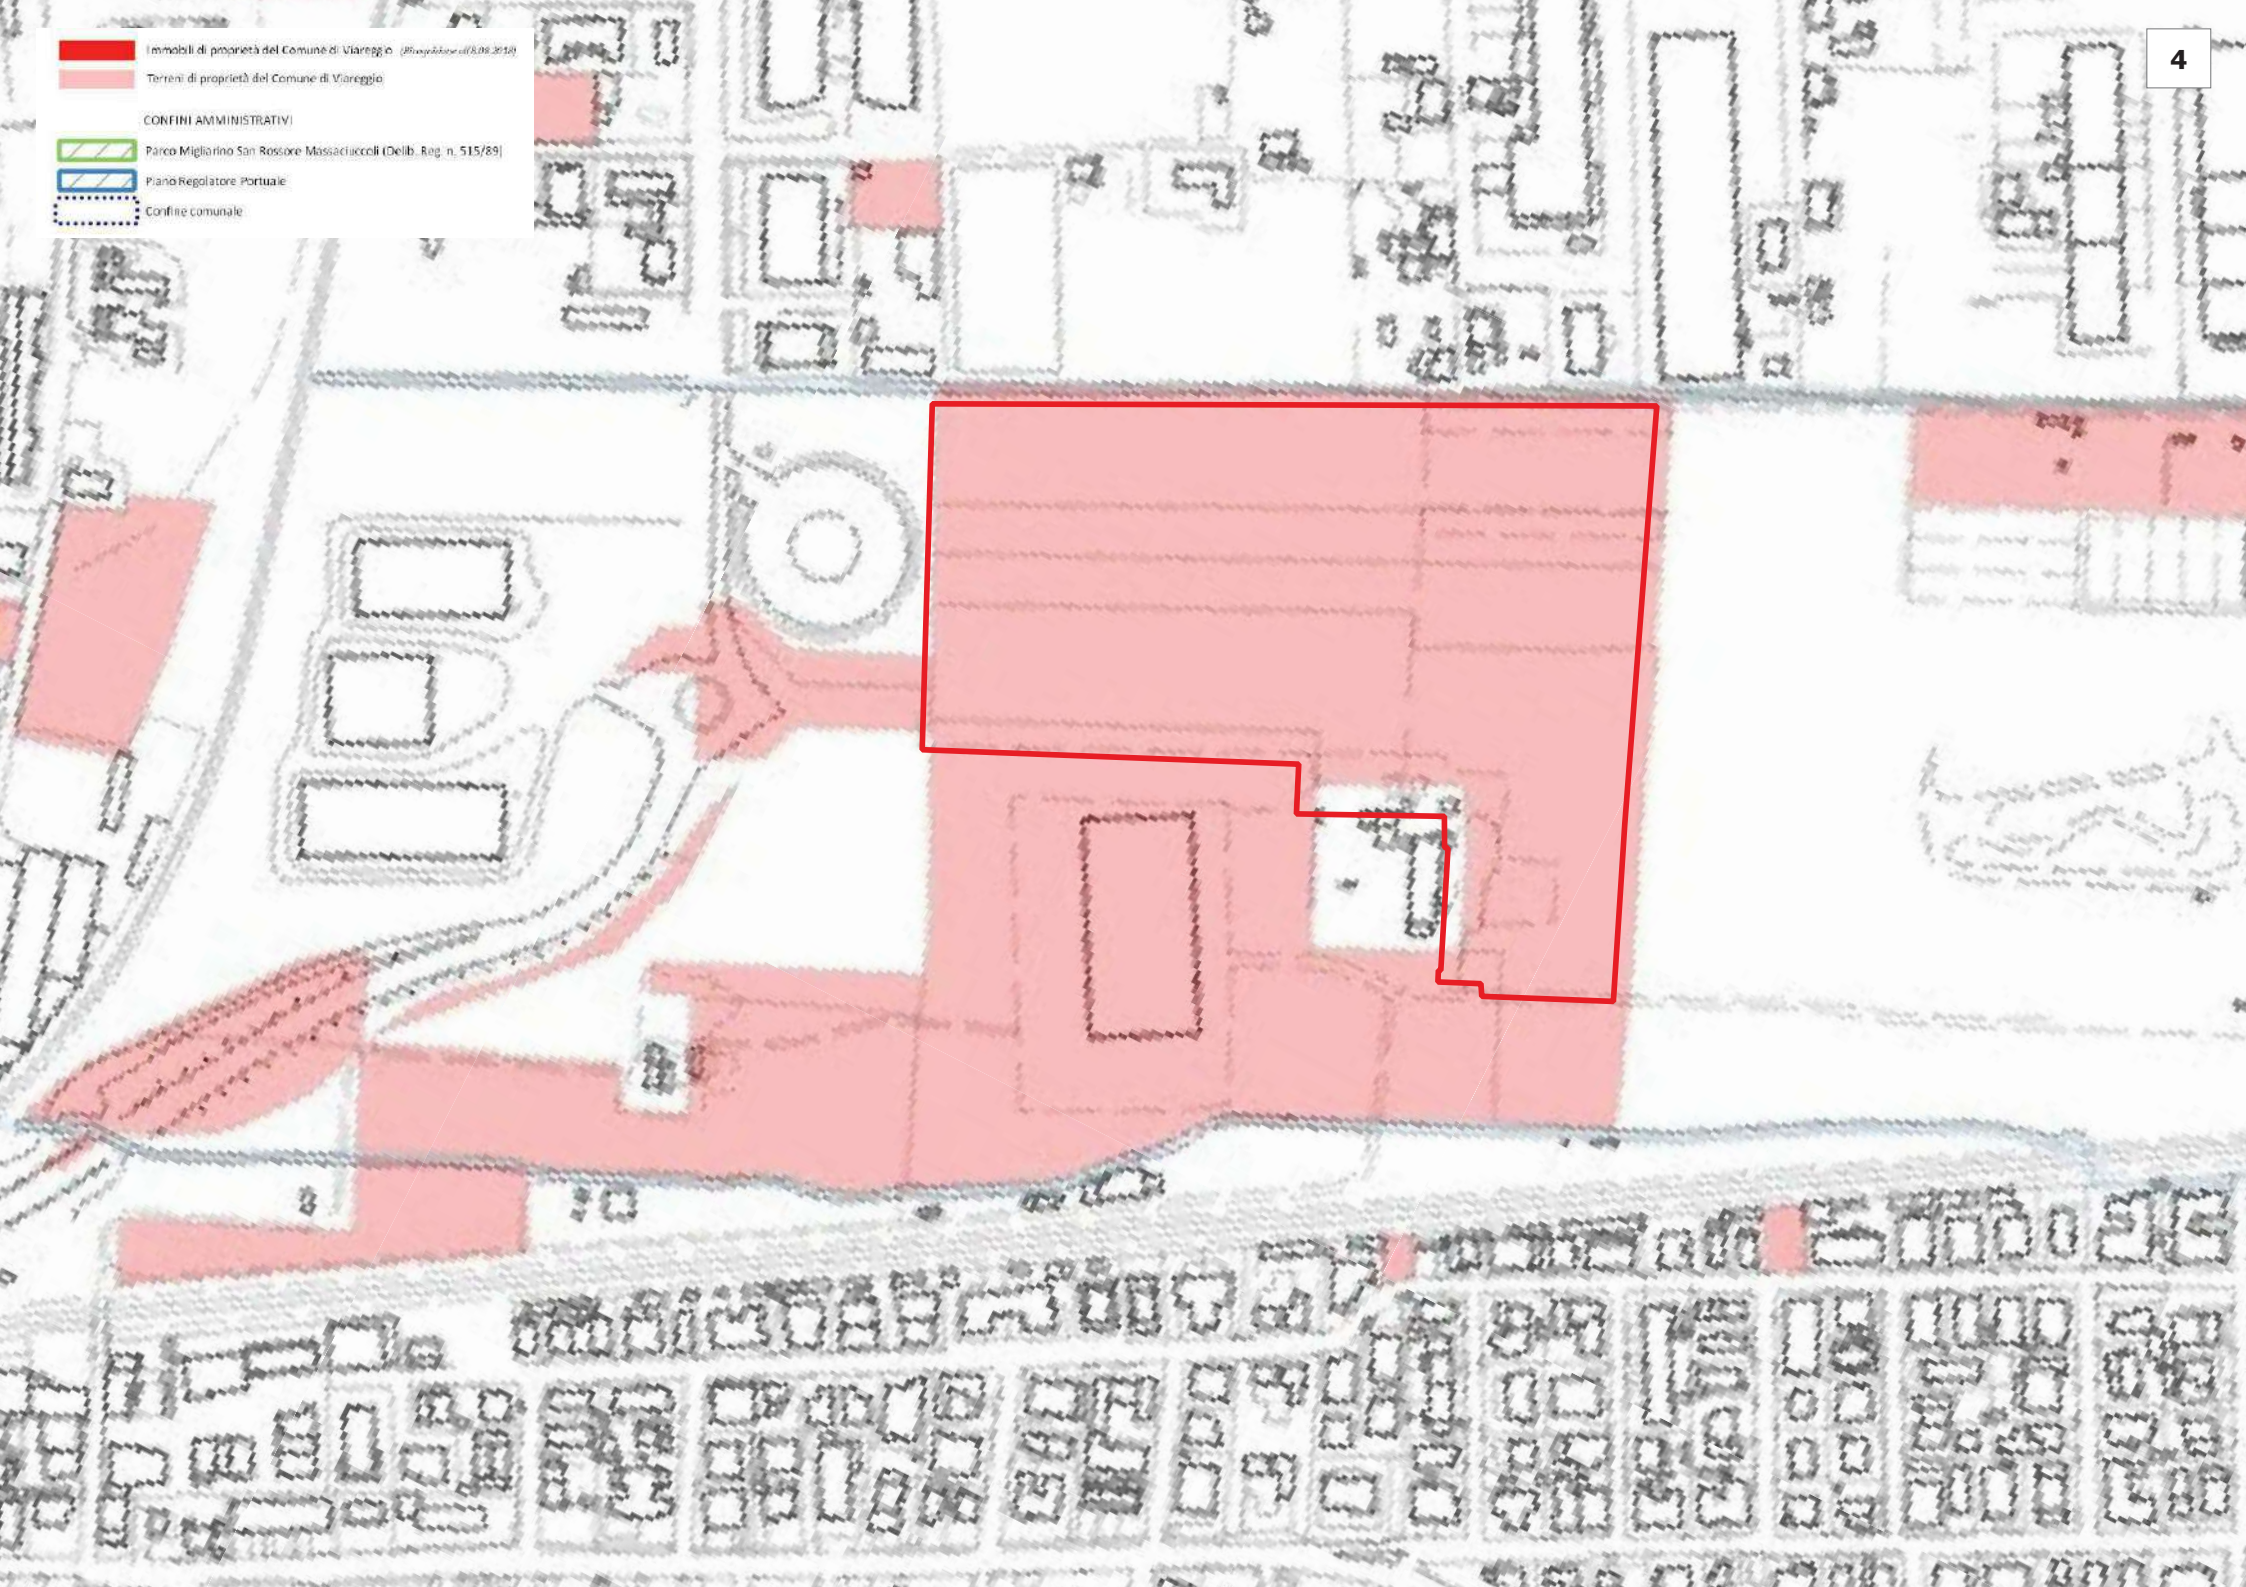 Immobili di proprietà del Comune di Viareggio
Terreni di proprietà del Comune di Viareggio
CONFINI AMMINISTRATIVI
Parco Migliarino San Rossore Massaciuccoli (Delib. Reg. n. 515/89)
Piano Regolatore Portuale
Confine comunale
4